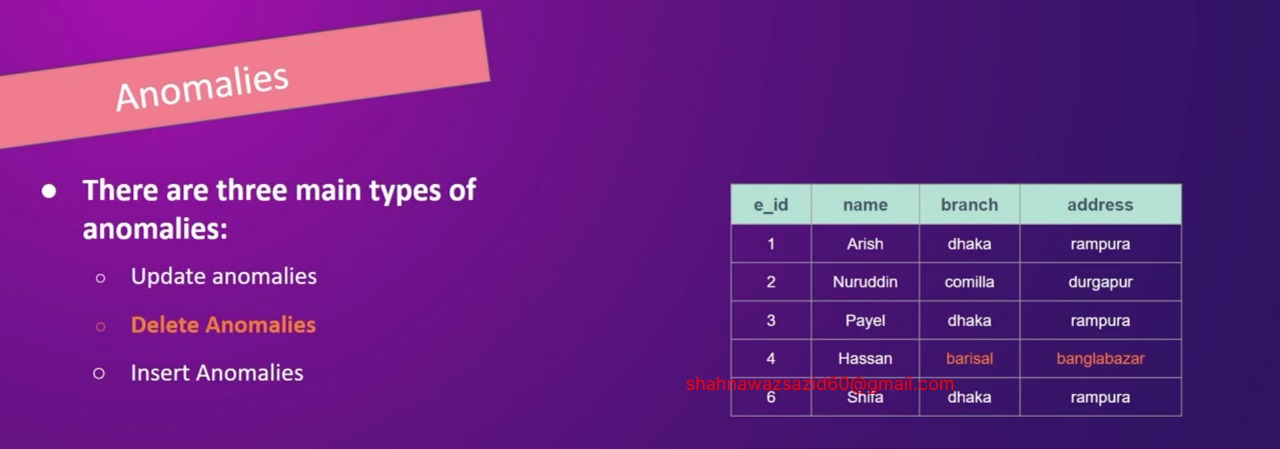 Anomalies
● There are three main types of
anomalies:
○ Update anomalies
○ Delete Anomalies
○ Insert Anomalies
e_id name branch address
1 Arish dhaka rampura
2 Nuruddin comilla durgapur
3 Payel dhaka rampura
4 Hassan barisal banglabazar
shahnawazsazid60@gmail.com
6 Shifa dhaka rampura